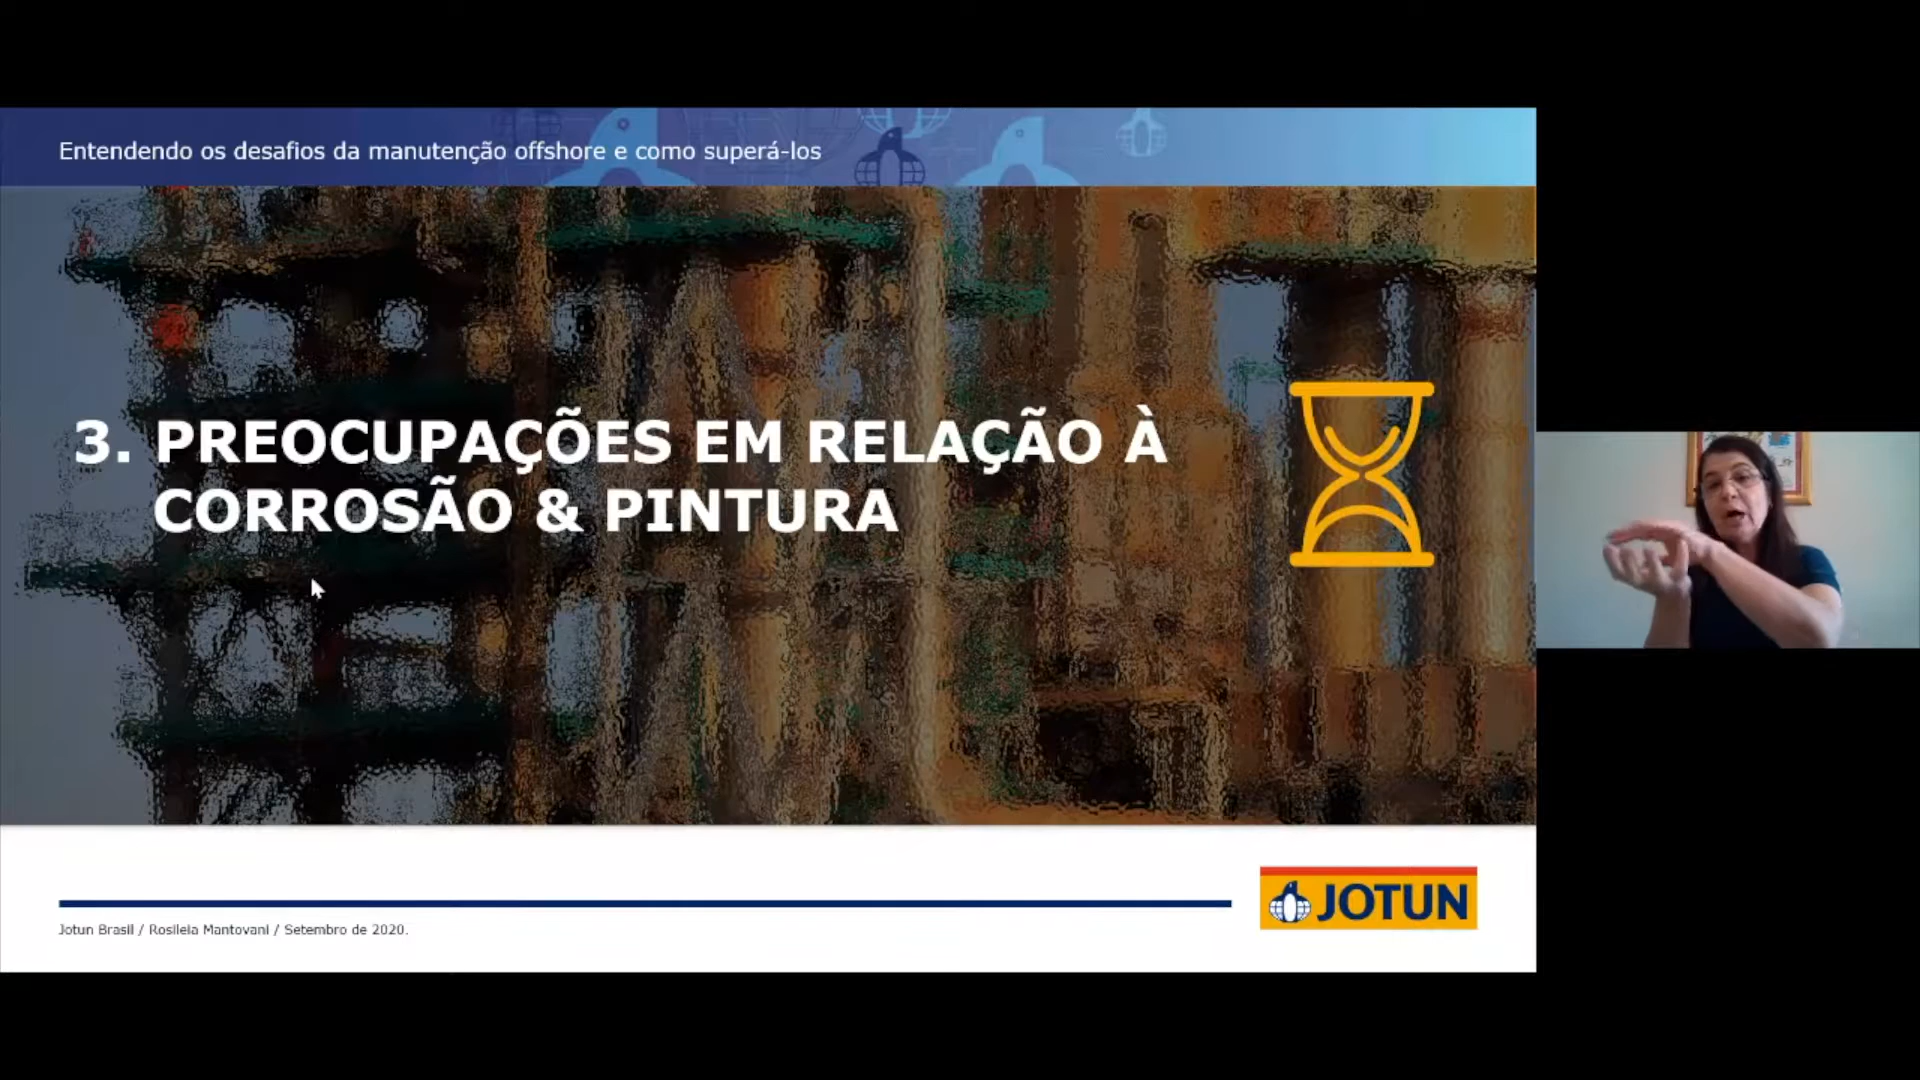 Entendendo os desafios da manutenção offshore e como superá-los
3. PREOCUPAÇÕES EM RELAÇÃO À
CORROSÃO & PINTURA
Jotun Brasil / Rosileia Mantovani / Setembro de 2020.
JOTUN